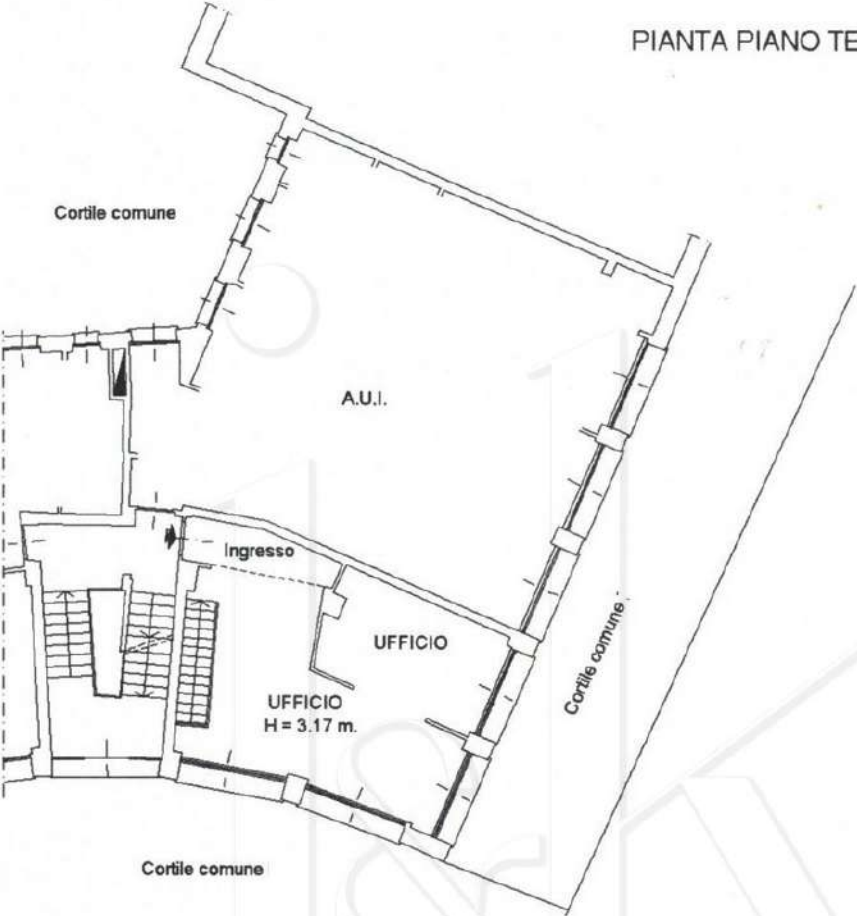 PIANTA PIANO TE
Cortile comune
A.U.I.
Ingresso
UFFICIO
UFFICIO
H = 3.17 m.
Cortile comune
Cortile comune